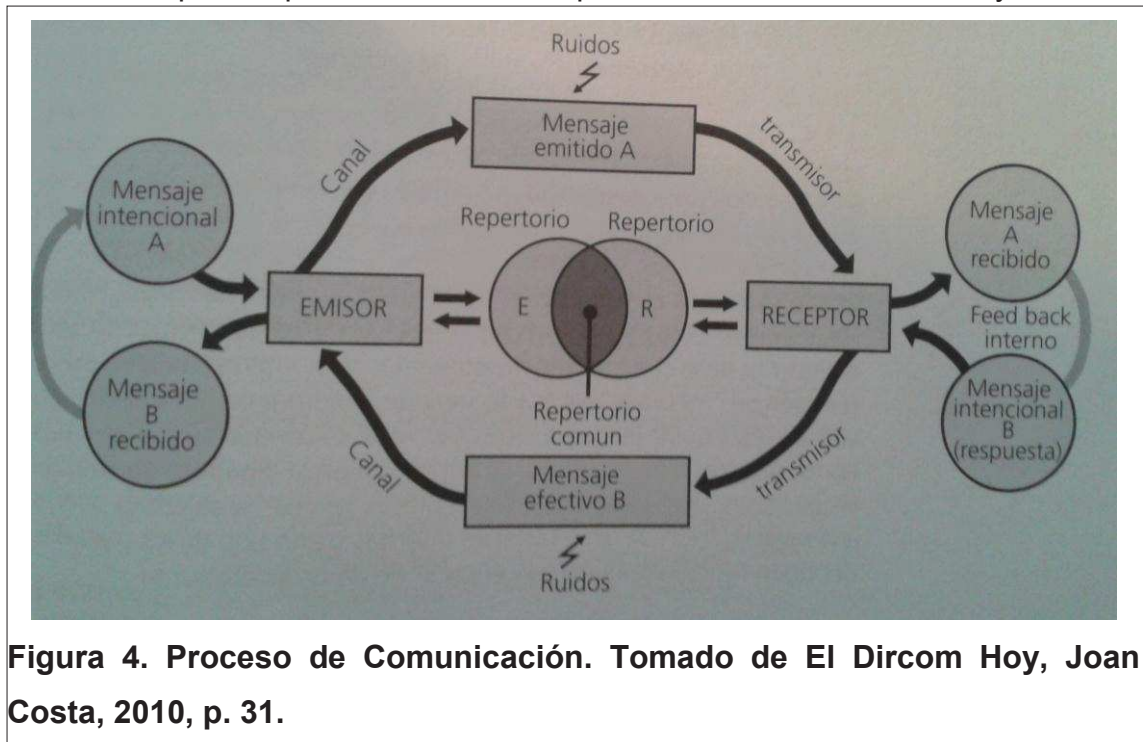 Ruidos
Mensaje
emitido A
Canal
transmisor
Mensaje
intencional
A
Repertorio
Repertorio
Mensaje
A
recibido
EMISOR
E
R
RECEPTOR
Feed back
interno
Mensaje
B
recibido
Repertorio
comun
Mensaje
intencional
B
(respuesta)
Canal
Mensaje
efectivo B
transmisor
Ruidos
Figura 4. Proceso de Comunicación. Tomado de El Dircom Hoy, Joan
Costa, 2010, p. 31.